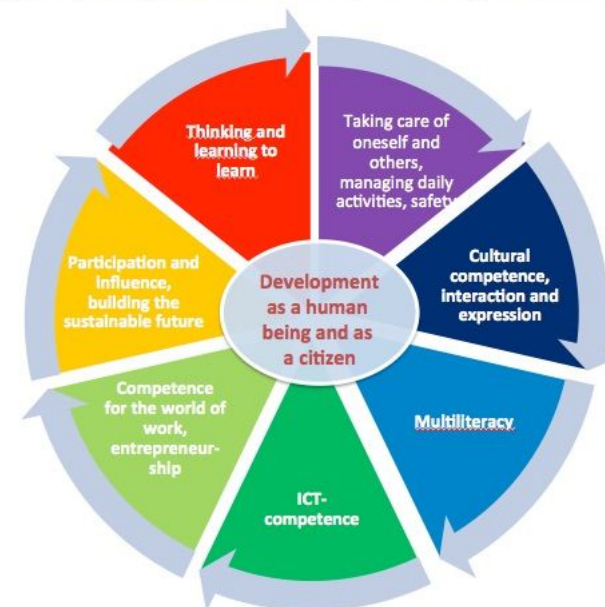 Thinking and
learning to
learn
Taking care of
oneself and
others,
managing daily
activities, safety
Cultural
competence,
interaction and
expression
Multiliteracy
ICT-
competence
Competence
for the world of
work,
entrepreneur-
ship
Participation and
influence,
building the
sustainable future
Development
as a human
being and as
a citizen